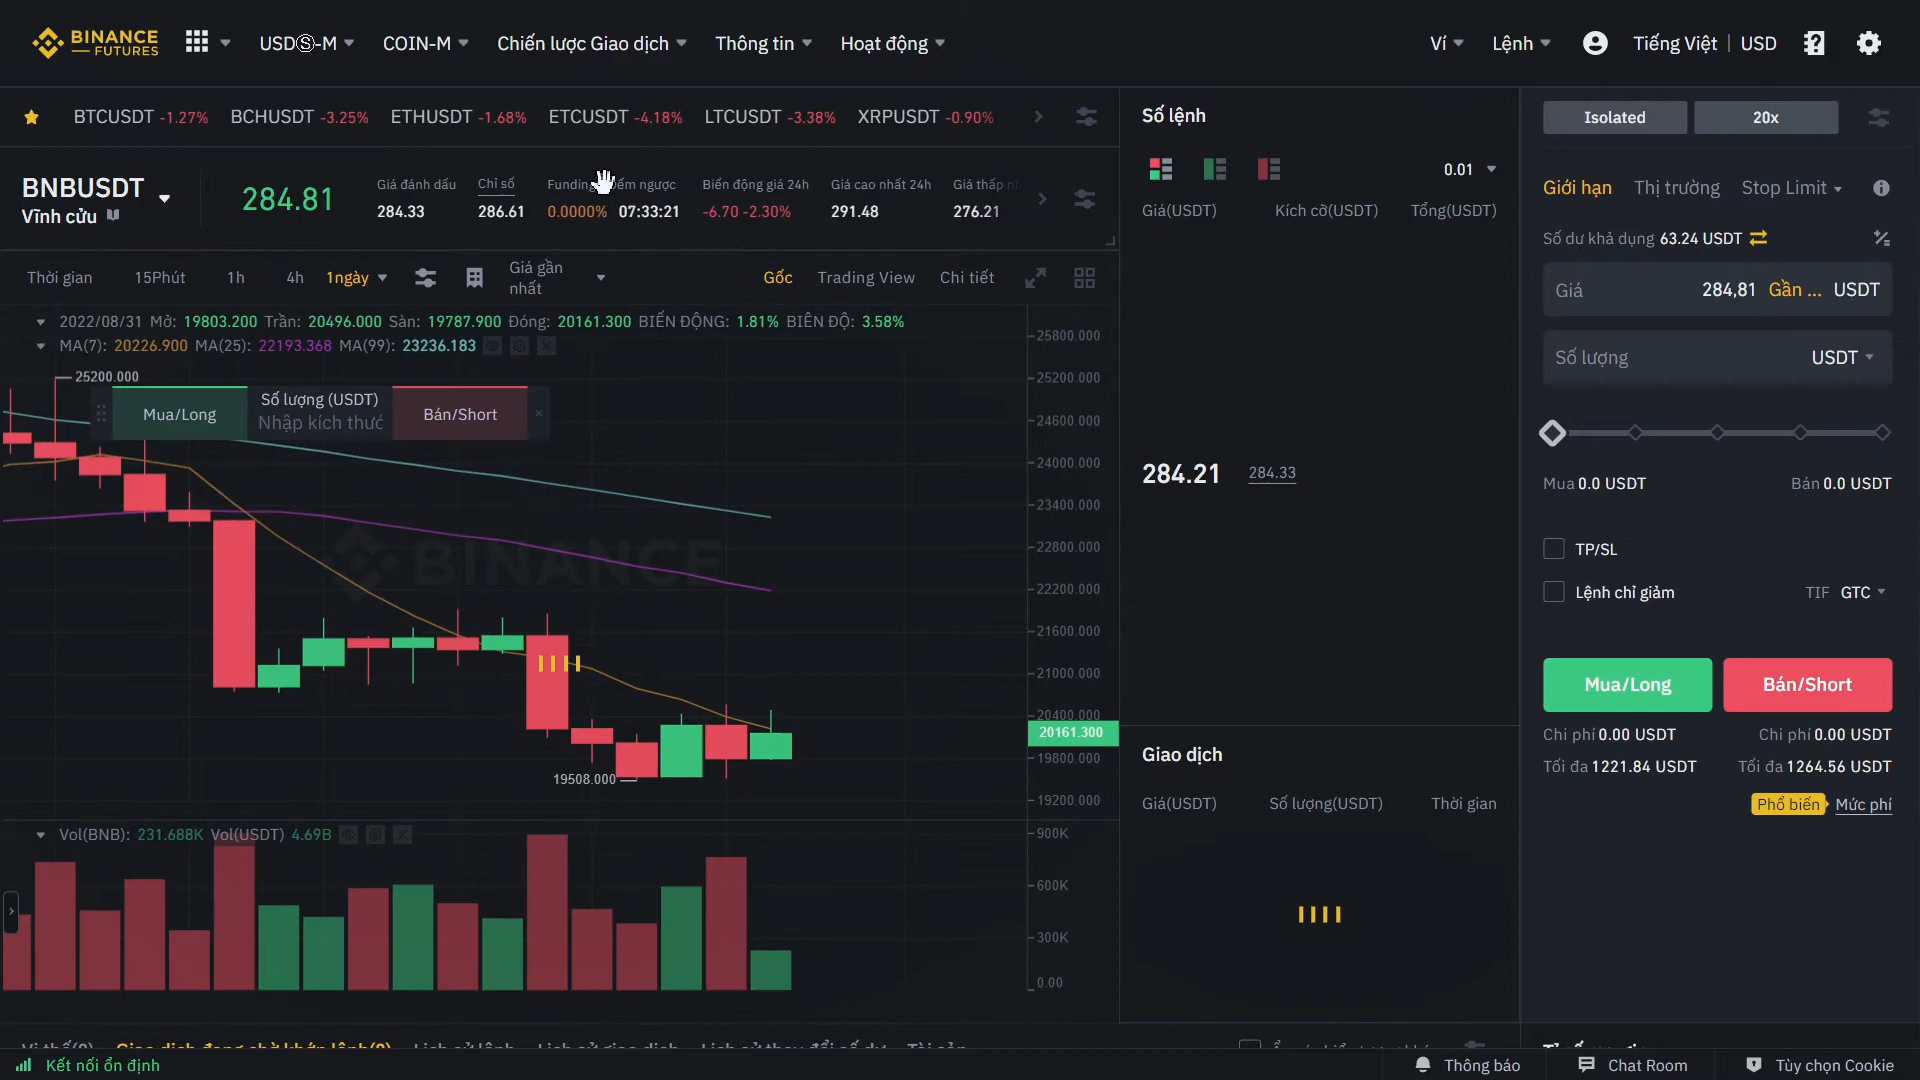 BINANCE FUTURES
USDⓈ-M COIN-M Chiến lược Giao dịch Thông tin Hoạt động
Ví Lệnh Tiếng Việt USD
BTCUSDT -1.27% BCHUSDT -3.25% ETHUSDT -1.68% ETCUSDT -4.18% LTCUSDT -3.38% XRPUSDT -0.90%
BNBUSDT
Vĩnh cửu
284.81
Giá đánh dấu
284.33
Chỉ số
286.61
Funding ếm ngược
0.0000% 07:33:21
Biến động giá 24h
-6.70 -2.30%
Giá cao nhất 24h
291.48
Giá thấp
276.21
Thời gian 15Phút 1h 4h 1ngày Giá gần nhất Gốc Trading View Chi tiết
2022/08/31 Mở: 19803.200 Trần: 20496.000 Sàn: 19787.900 Đóng: 20161.300 BIẾN ĐỘNG: 1.81% BIÊN ĐỘ: 3.58%
MA(7): 20226.900 MA(25): 22193.368 MA(99): 23236.183
25200.000
Mua/Long
Số lượng (USDT)
Nhập kích thướ
Bán/Short
BINANCE
19508.000
25800.000
25200.000
24600.000
24000.000
23400.000
22800.000
22200.000
21600.000
21000.000
20400.000
20161.300
19800.000
19200.000
Vol(BNB): 231.688K Vol(USDT) 4.69B
900K
600K
300K
0.00
Số lệnh
0.01
Giá(USDT) Kích cỡ(USDT) Tổng(USDT)
284.21 284.33
Giao dịch
Giá(USDT) Số lượng(USDT) Thời gian
Isolated 20x
Giới hạn Thị trường Stop Limit
Số dư khả dụng 63.24 USDT
Giá 284,81 Gần ... USDT
Số lượng USDT
Mua 0.0 USDT Bán 0.0 USDT
TP/SL
Lệnh chỉ giảm TIF GTC
Mua/Long Bán/Short
Chi phí 0.00 USDT Chi phí 0.00 USDT
Tối đa 1221.84 USDT Tối đa 1264.56 USDT
Phổ biến Mức phí
Kết nối ổn định
Thông báo Chat Room Tùy chọn Cookie